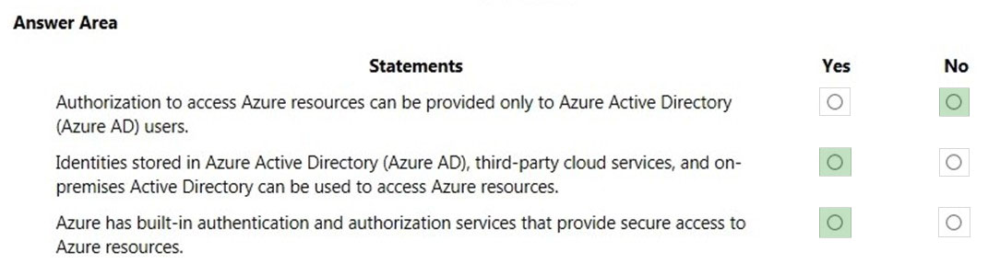 Answer Area
Statements Yes No
Authorization to access Azure resources can be provided only to Azure Active Directory
(Azure AD) users.
Identities stored in Azure Active Directory (Azure AD), third-party cloud services, and on-
premises Active Directory can be used to access Azure resources.
Azure has built-in authentication and authorization services that provide secure access to
Azure resources.